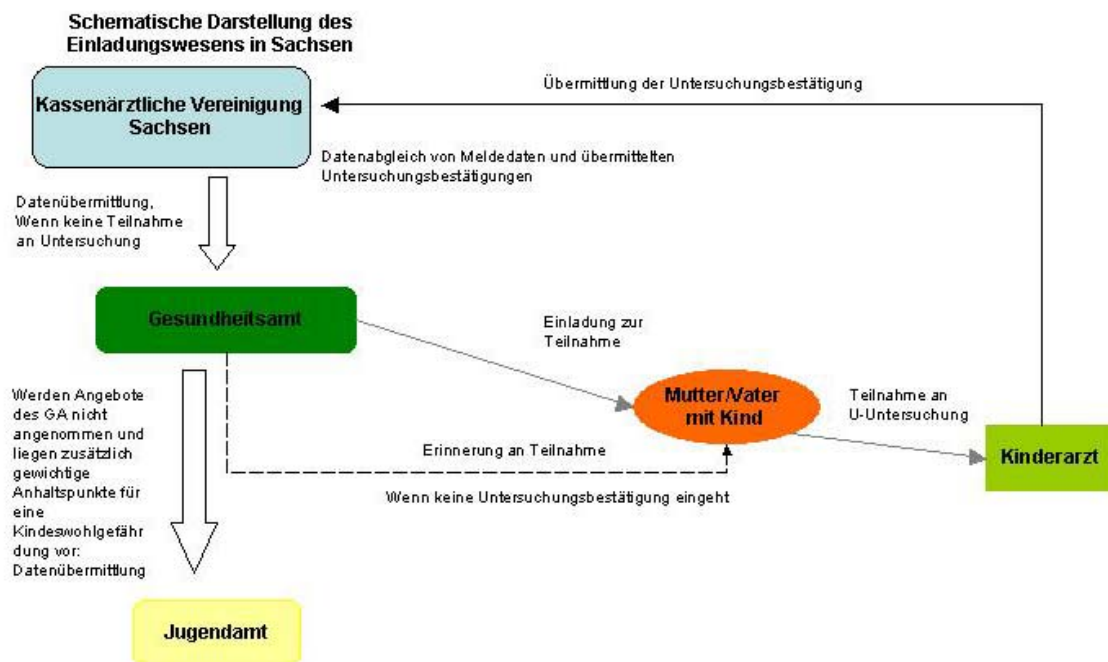 Schematische Darstellung des
Einladungswesens in Sachsen
Kassenärztliche Vereinigung
Sachsen
Übermittlung der Untersuchungsbestätigung
Datenabgleich von Meldedaten und übermittelten
Untersuchungsbestätigungen
Datenübermittlung,
Wenn keine Teilnahme
an Untersuchung
Gesundheitsamt
Einladung zur
Teilnahme
Mutter/Vater
mit Kind
Teilnahme an
U-Untersuchung
Kinderarzt
Werden Angebote
des GA nicht
angenommen und
liegen zusätzlich
gewichtige
Anhaltspunkte für
eine
Kindeswohlgefähr
dung vor:
Datenübermittlung
Erinnerung an Teilnahme
Wenn keine Untersuchungsbestätigung eingeht
Jugendamt